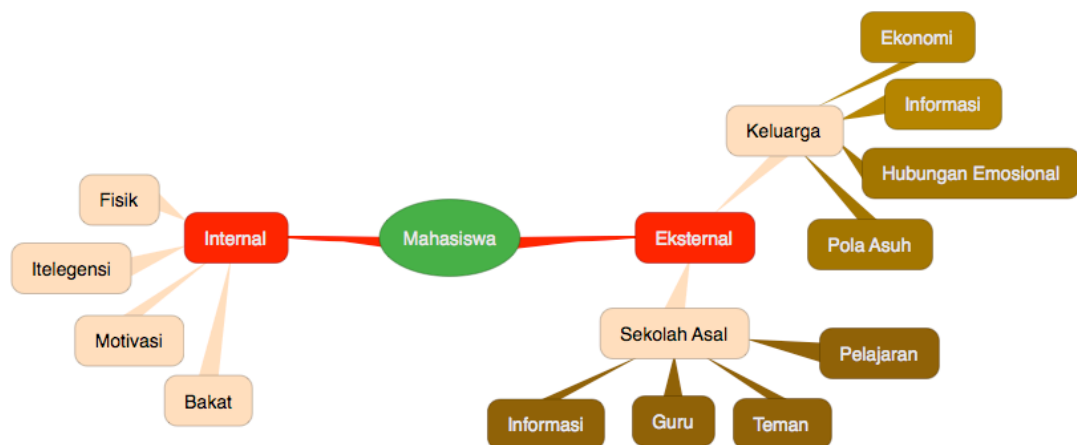 Ekonomi
Informasi
Keluarga
Hubungan Emosional
Pola Asuh
Fisik
Internal
Mahasiswa
Eksternal
Itelegensi
Motivasi
Bakat
Sekolah Asal
Pelajaran
Informasi
Guru
Teman